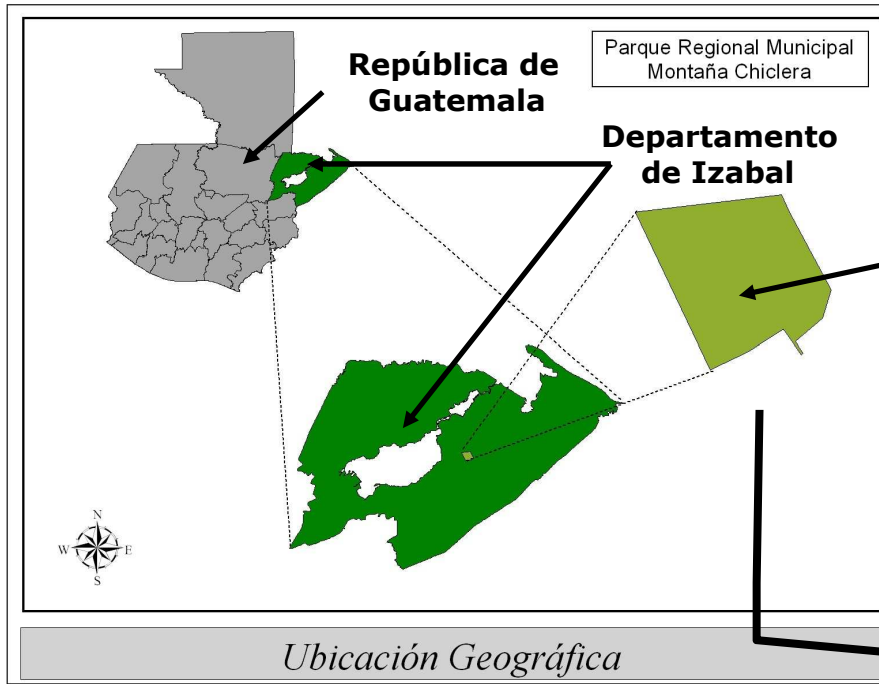 Parque Regional Municipal
Montaña Chiclera
República de
Guatemala
Departamento
de Izabal
N
W
E
S
Ubicación Geográfica